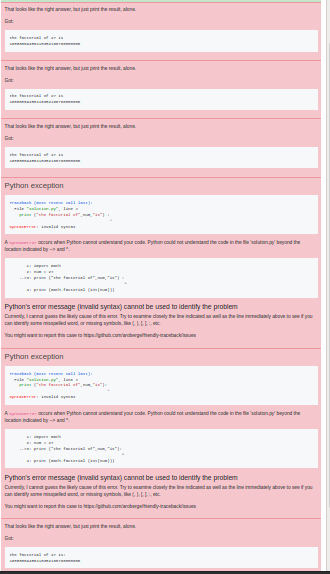 That looks like the right answer, but just print the result, alone.
Got:
the factorial of 27 is
That looks like the right answer, but just print the result, alone.
Got:
the factorial of 27 is
That looks like the right answer, but just print the result, alone.
Got:
the factorial of 27 is
Python exception
Traceback (most recent call last):
File "solution.py", line 3
print ("the factorial of",num,"is") :
^
SyntaxError: invalid syntax
A SyntaxError occurs when Python cannot understand your code. Python could not understand the code in the file 'solution.py' beyond the
location indicated by --> and ^.
1: import math
2: num = 27
-->3: print ("the factorial of",num,"is") :
^
4: print (math.factorial (int(num)))
Python's error message (invalid syntax) cannot be used to identify the problem
Currently, I cannot guess the likely cause of this error. Try to examine closely the line indicated as well as the line immediately above to see if you
can identify some misspelled word, or missing symbols, like (, ), [, ], :, etc.
You might want to report this case to https://github.com/aroberge/friendly-traceback/issues
Python exception
Traceback (most recent call last):
File "solution.py", line 3
print ("the factorial of",num,"is"):
^
SyntaxError: invalid syntax
A SyntaxError occurs when Python cannot understand your code. Python could not understand the code in the file 'solution.py' beyond the
location indicated by --> and ^.
1: import math
2: num = 27
-->3: print ("the factorial of",num,"is"):
^
4: print (math.factorial (int(num)))
Python's error message (invalid syntax) cannot be used to identify the problem
Currently, I cannot guess the likely cause of this error. Try to examine closely the line indicated as well as the line immediately above to see if you
can identify some misspelled word, or missing symbols, like (, ), [, ], :, etc.
You might want to report this case to https://github.com/aroberge/friendly-traceback/issues
That looks like the right answer, but just print the result, alone.
Got:
the factorial of 27 is: